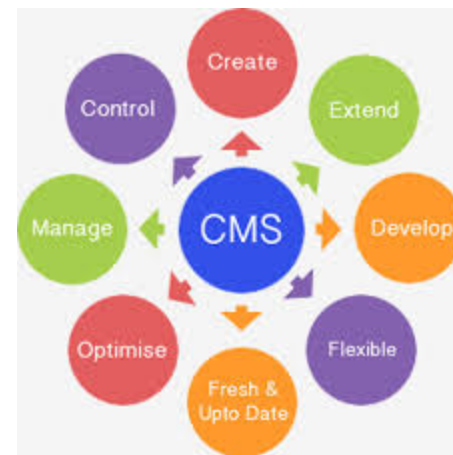 Create
Control
Extend
Manage
CMS
Develop
Optimise
Flexible
Fresh &
Upto Date